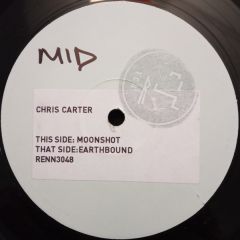 MID
CHRIS CARTER
THIS SIDE: MOONSHOT
THAT SIDE:EARTHBOUND
RENN3048